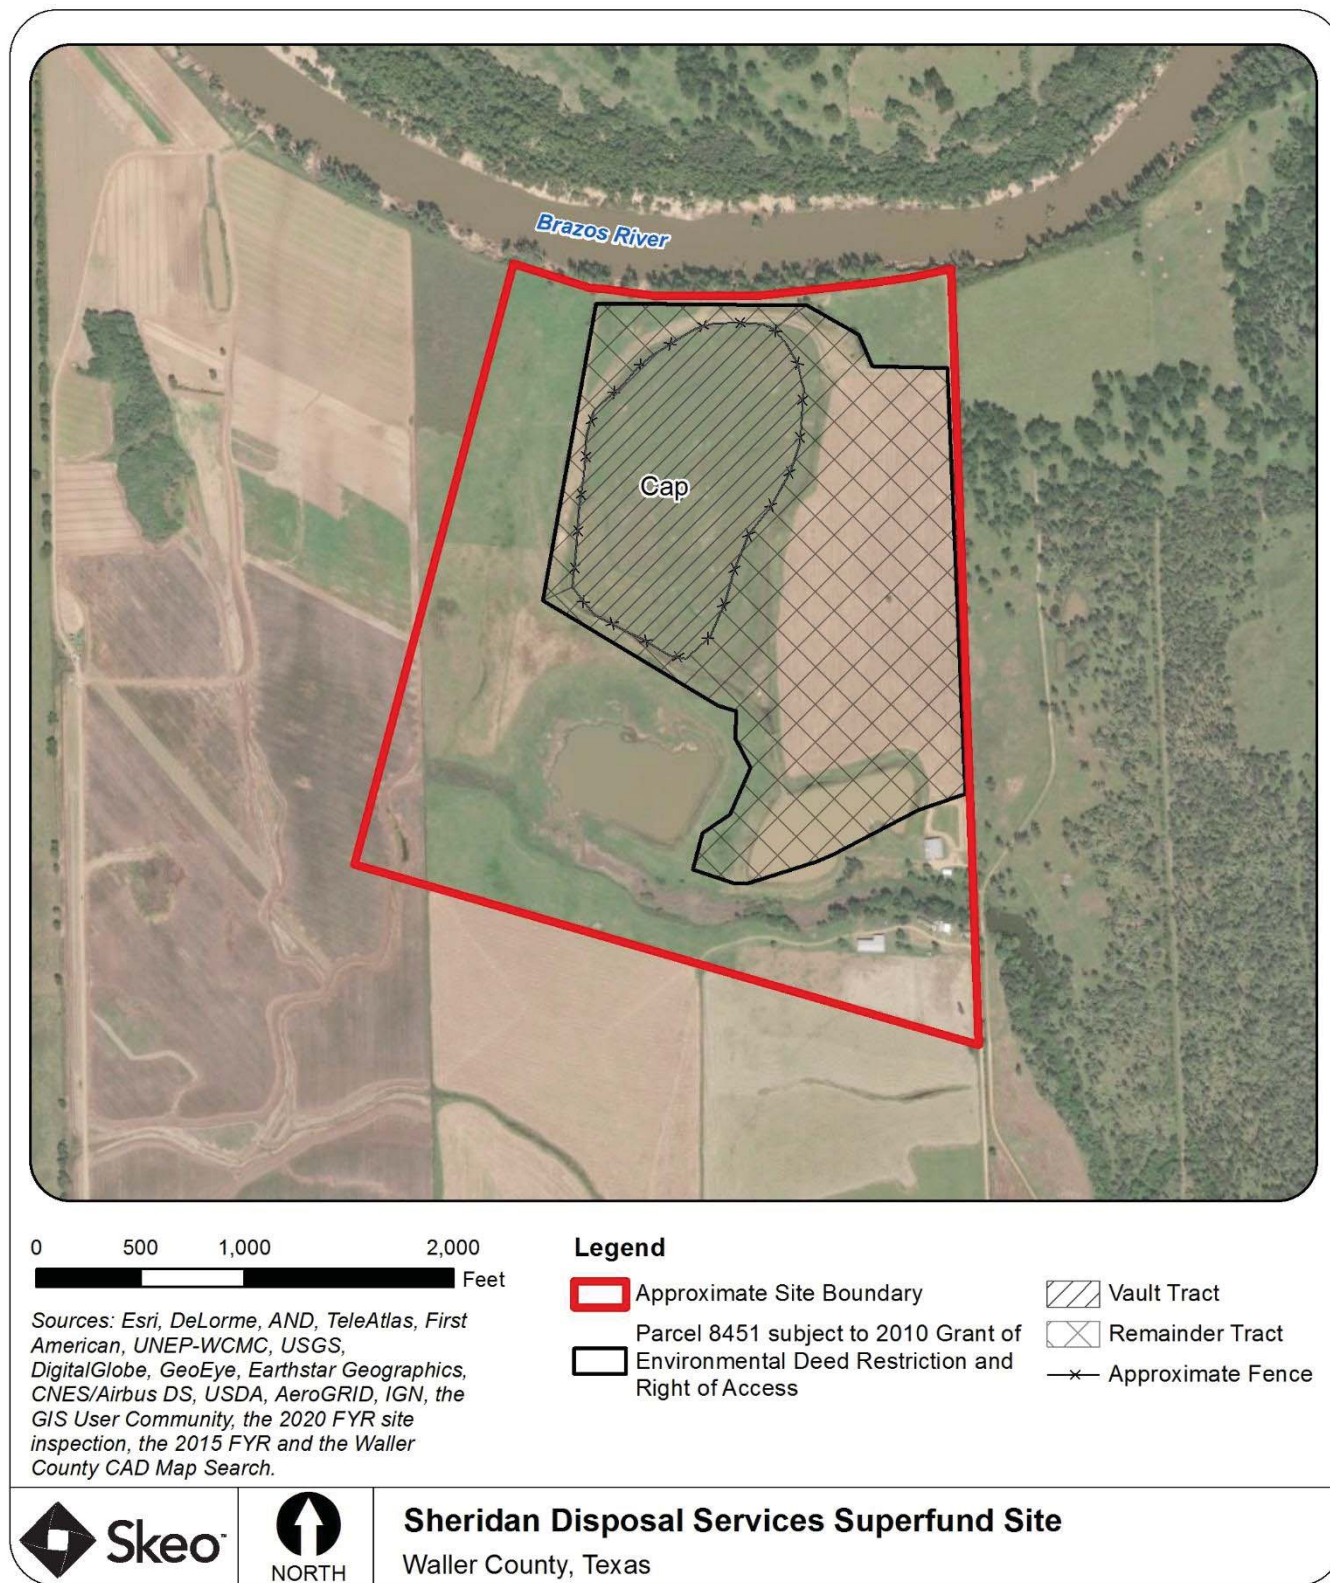 Brazos River
Cap
0 500 1,000 2,000
Feet
Sources: Esri, DeLorme, AND, TeleAtlas, First
American, UNEP-WCMC, USGS,
DigitalGlobe, GeoEye, Earthstar Geographics,
CNES/Airbus DS, USDA, AeroGRID, IGN, the
GIS User Community, the 2020 FYR site
inspection, the 2015 FYR and the Waller
County CAD Map Search.
Legend
Approximate Site Boundary
Parcel 8451 subject to 2010 Grant of
Environmental Deed Restriction and
Right of Access
Vault Tract
Remainder Tract
Approximate Fence
Skeo™
NORTH
Sheridan Disposal Services Superfund Site
Waller County, Texas